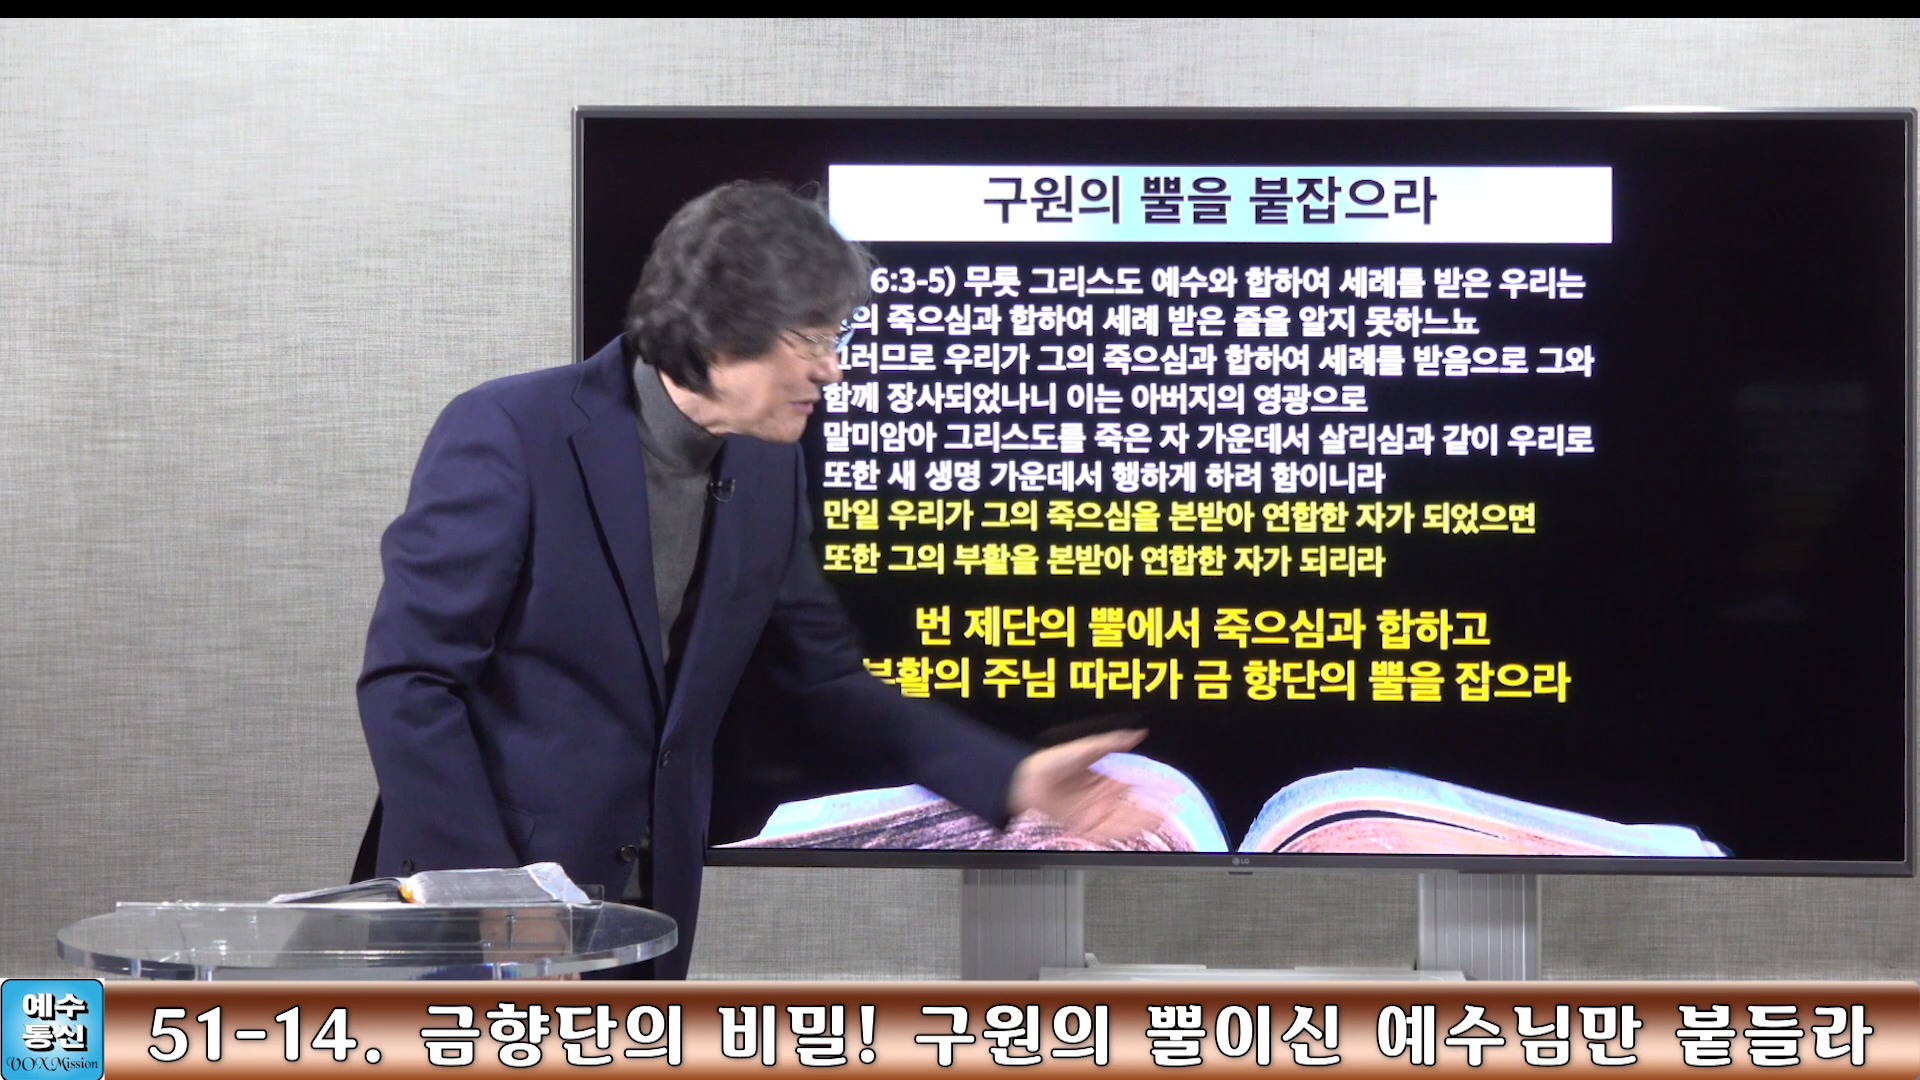 구원의 뿔을 붙잡으라
6:3-5) 무릇 그리스도 예수와 합하여 세례를 받은 우리는
의 죽으심과 합하여 세례 받은 줄을 알지 못하느뇨
그러므로 우리가 그의 죽으심과 합하여 세례를 받음으로 그와
함께 장사되었나니 이는 아버지의 영광으로
말미암아 그리스도를 죽은 자 가운데서 살리심과 같이 우리로
또한 새 생명 가운데서 행하게 하려 함이니라
만일 우리가 그의 죽으심을 본받아 연합한 자가 되었으면
또한 그의 부활을 본받아 연합한 자가 되리라
번 제단의 뿔에서 죽으심과 합하고
부활의 주님 따라가 금 향단의 뿔을 잡으라
LG
예수
통신
VOX Mission
51-14. 금향단의 비밀! 구원의 뿔이신 예수님만 붙들라